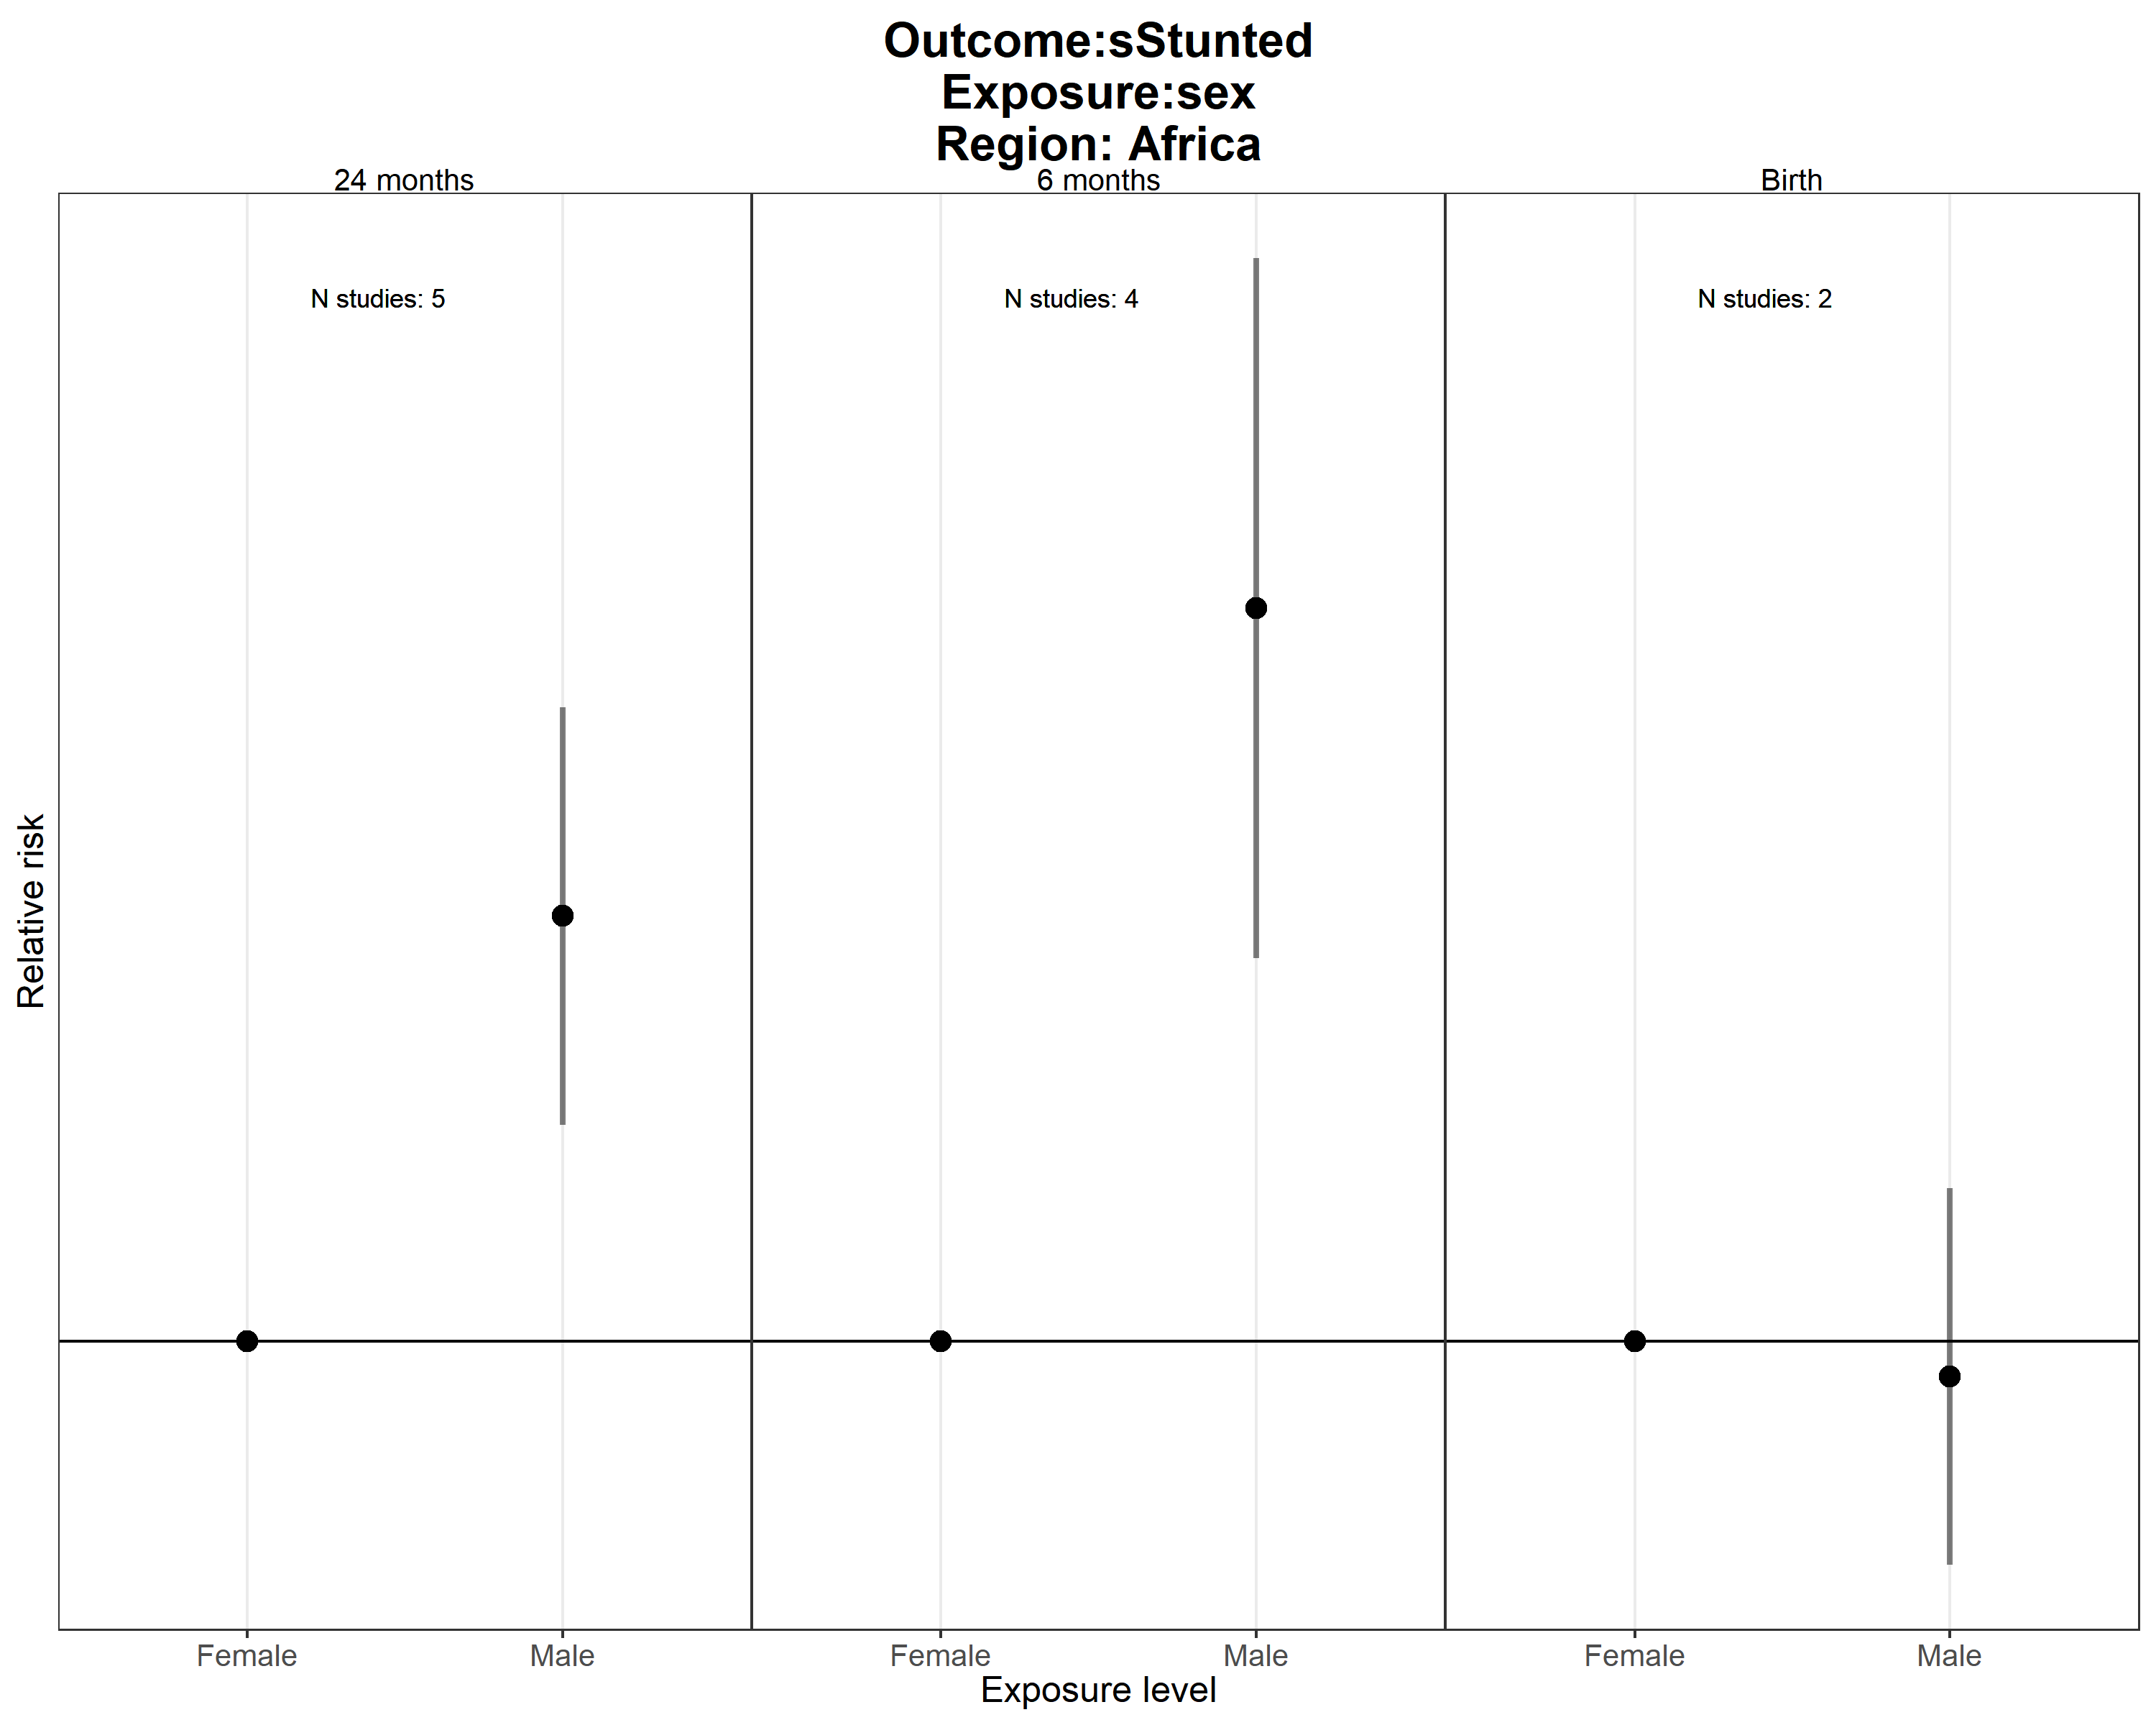 Outcome:sStunted
Exposure:sex
Region: Africa
24 months
6 months
Birth
N studies: 5
N studies: 4
N studies: 2
Relative risk
Female
Male
Female
Male
Female
Male
Exposure level